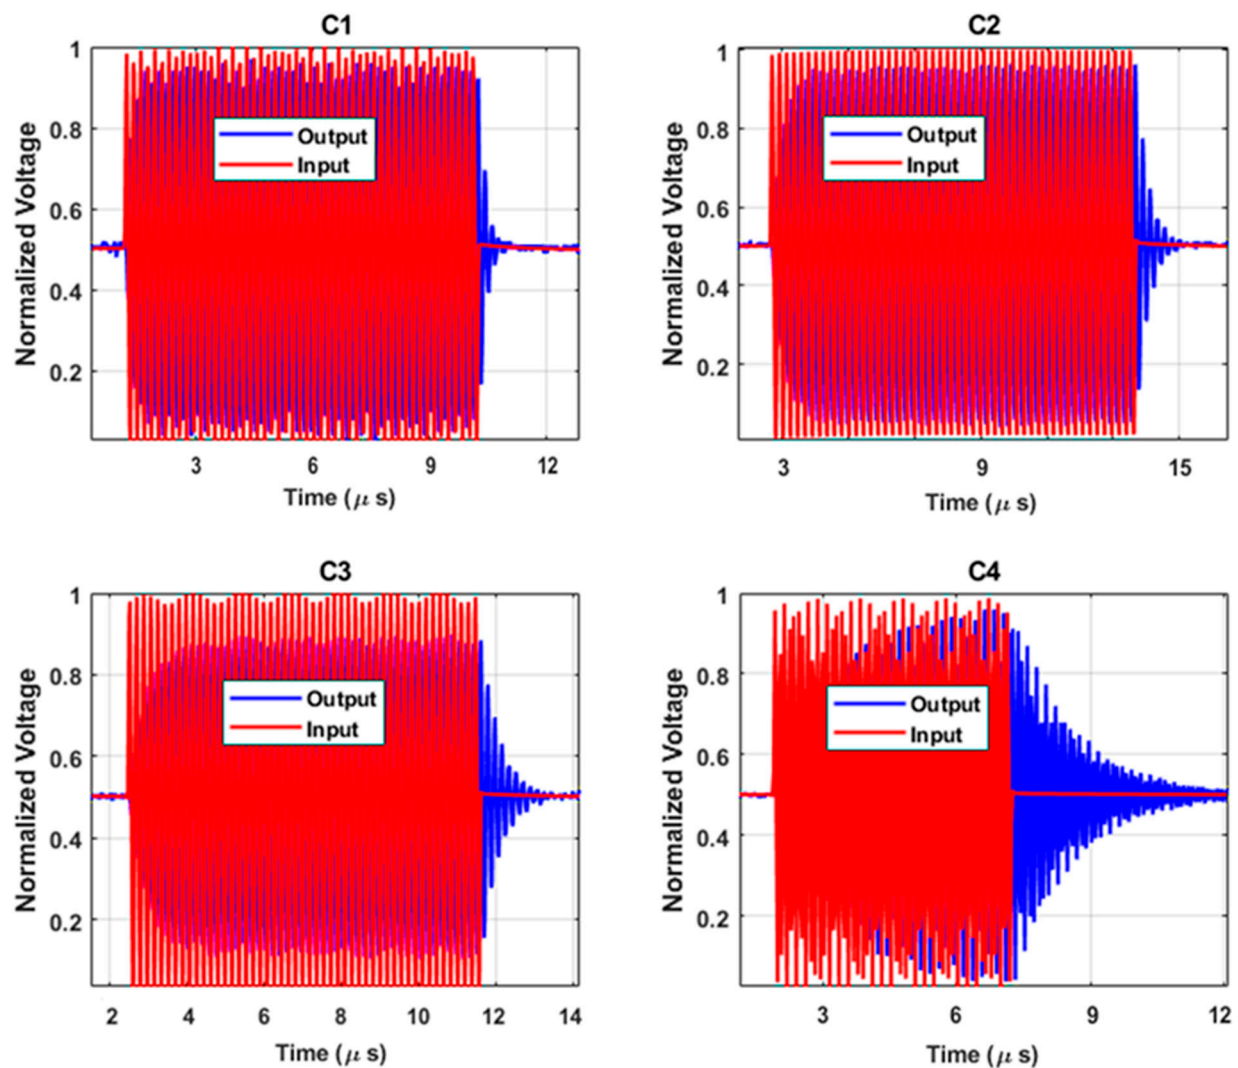 C1
1
0.8
0.6
0.4
0.2
Normalized Voltage
Output
Input
3 6 9 12
Time (μ s)
C2
1
0.8
0.6
0.4
0.2
Normalized Voltage
Output
Input
3 9 15
Time (μ s)
C3
1
0.8
0.6
0.4
0.2
Normalized Voltage
Output
Input
2 4 6 8 10 12 14
Time (μ s)
C4
1
0.8
0.6
0.4
0.2
Normalized Voltage
Output
Input
3 6 9 12
Time (μ s)